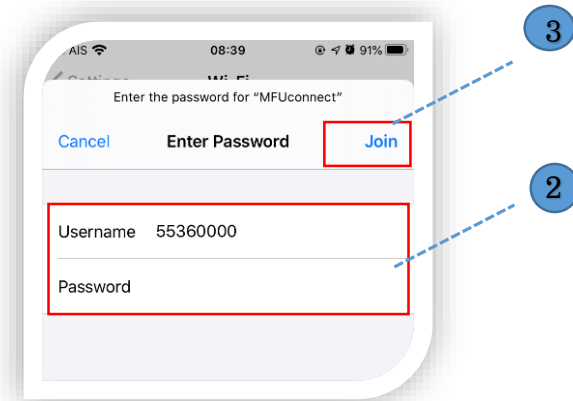 3
AIS 08:39 91%
Enter the password for "MFUconnect"
Cancel Enter Password Join
2
Username 55360000
Password